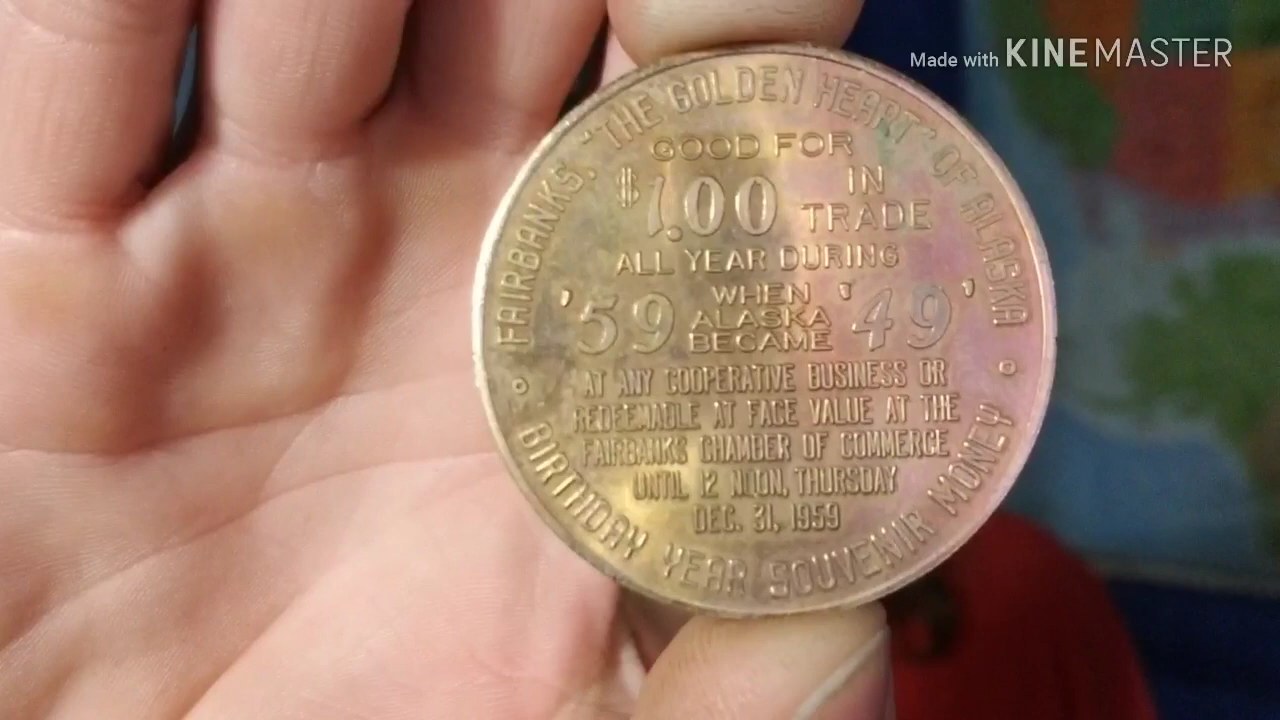 Made with KINEMASTER
FAIRBANKS, "THE GOLDEN HEART" OF ALASKA
GOOD FOR
$1.00 IN TRADE
ALL YEAR DURING
'59 WHEN ALASKA BECAME '49'
AT ANY COOPERATIVE BUSINESS OR
REDEEMABLE AT FACE VALUE AT THE
FAIRBANKS CHAMBER OF COMMERCE
UNTIL 12 NOON, THURSDAY
DEC. 31, 1959
BIRTHDAY YEAR SOUVENIR MONEY